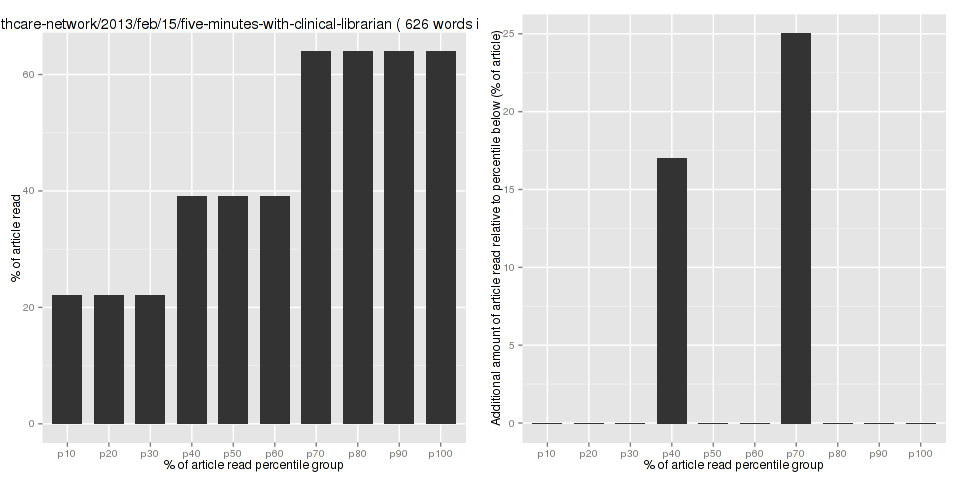 thcare-network/2013/feb/15/five-minutes-with-clinical-librarian ( 626 words i
% of article read
60
40
20
0
p10 p20 p30 p40 p50 p60 p70 p80 p90 p100
% of article read percentile group
Additional amount of article read relative to percentile below (% of article)
25
20
15
10
5
0
p10 p20 p30 p40 p50 p60 p70 p80 p90 p100
% of article read percentile group